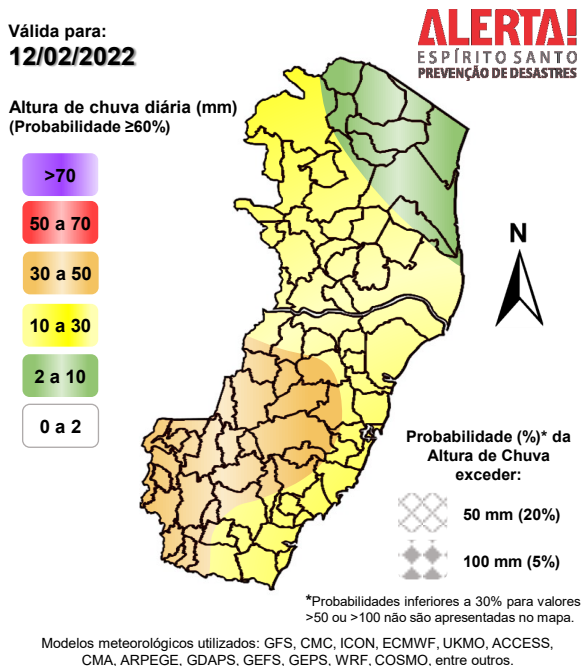 Válida para:
12/02/2022
ALERTA!
ESPÍRITO SANTO
PREVENÇÃO DE DESASTRES
Altura de chuva diária (mm)
(Probabilidade ≥60%)
>70
50 a 70
30 a 50
10 a 30
2 a 10
0 a 2
N
Probabilidade (%)* da
Altura de Chuva
exceder:
50 mm (20%)
100 mm (5%)
*Probabilidades inferiores a 30% para valores
>50 ou >100 não são apresentadas no mapa.
Modelos meteorológicos utilizados: GFS, CMC, ICON, ECMWF, UKMO, ACCESS,
CMA, ARPEGE, GDAPS, GEFS, GEPS, WRF, COSMO, entre outros.